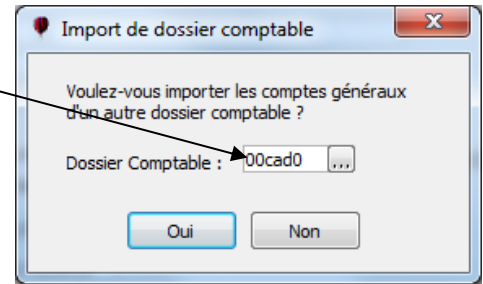 Import de dossier comptable
Voulez-vous importer les comptes généraux
d'un autre dossier comptable ?
Dossier Comptable : 00cad0 ...
Oui Non